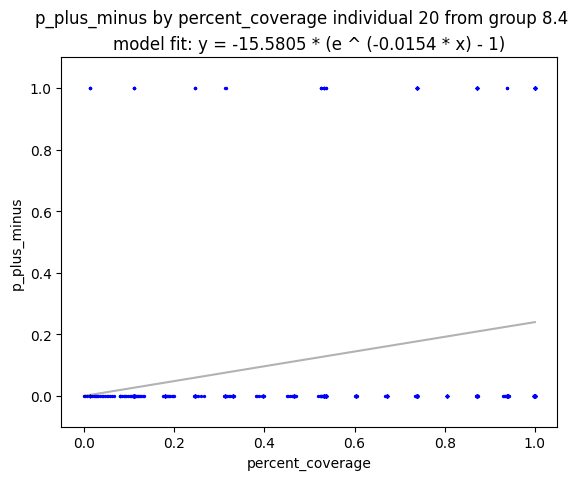 p_plus_minus by percent_coverage individual 20 from group 8.4
model fit: y = -15.5805 * (e ^ (-0.0154 * x) - 1)
1.0
0.8
0.6
0.4
0.2
0.0
p_plus_minus
0.0 0.2 0.4 0.6 0.8 1.0
percent_coverage